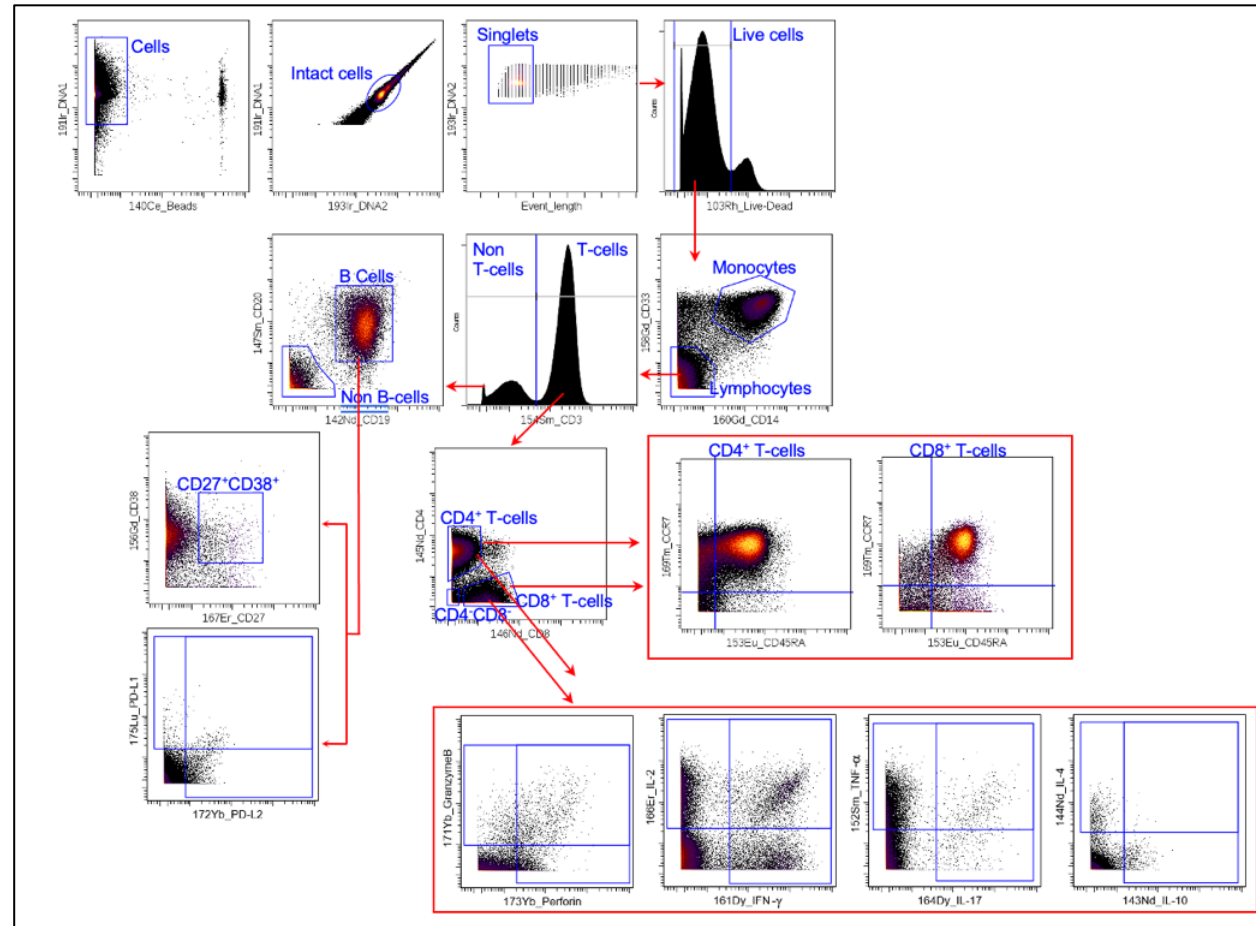 Cells
191Ir_DNA1
140Ce_Beads
Intact cells
191Ir_DNA1
193Ir_DNA2
Singlets
193Ir_DNA2
Event_length
Live cells
Counts
103Rh_Live-Dead
B Cells
147Sm_CD20
Non B-cells
142Nd_CD19
Non
T-cells
T-cells
Counts
154Sm_CD3
Monocytes
158Gd_CD33
Lymphocytes
160Gd_CD14
CD27⁺CD38⁺
156Gd_CD38
167Er_CD27
CD4⁺ T-cells
145Nd_CD4
CD8⁺ T-cells
CD4⁻CD8⁻
146Nd_CD8
CD4⁺ T-cells
169Tm_CCR7
153Eu_CD45RA
CD8⁺ T-cells
169Tm_CCR7
153Eu_CD45RA
175Lu_PD-L1
172Yb_PD-L2
171Yb_GranzymeB
173Yb_Perforin
166Er_IL-2
161Dy_IFN-γ
152Sm_TNF-α
164Dy_IL-17
144Nd_IL-4
143Nd_IL-10